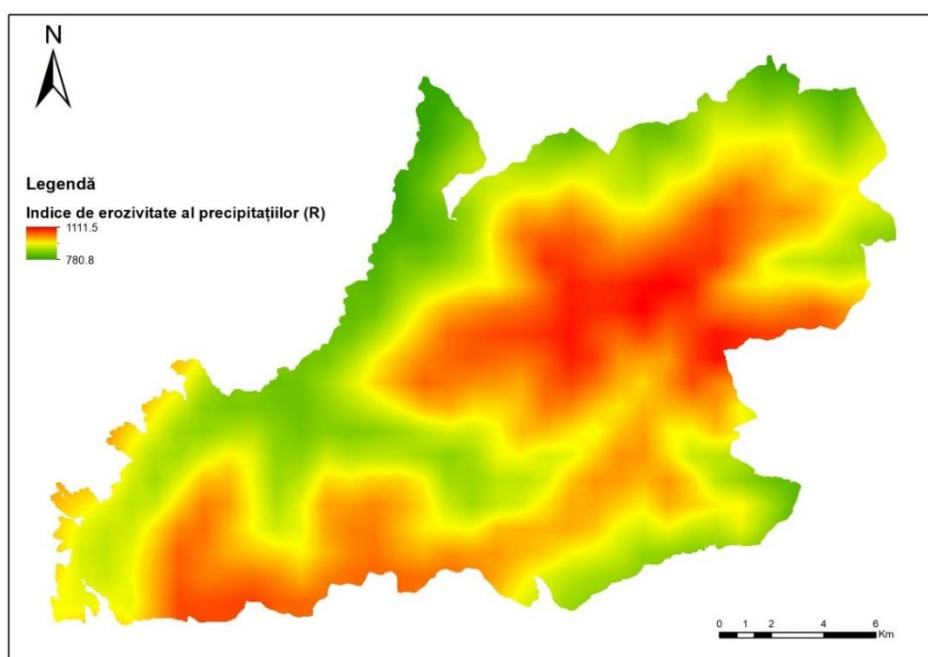 N
Legendă
Indice de erozivitate al precipitațiilor (R)
1111.5
780.8
0 1 2 4 6
Km